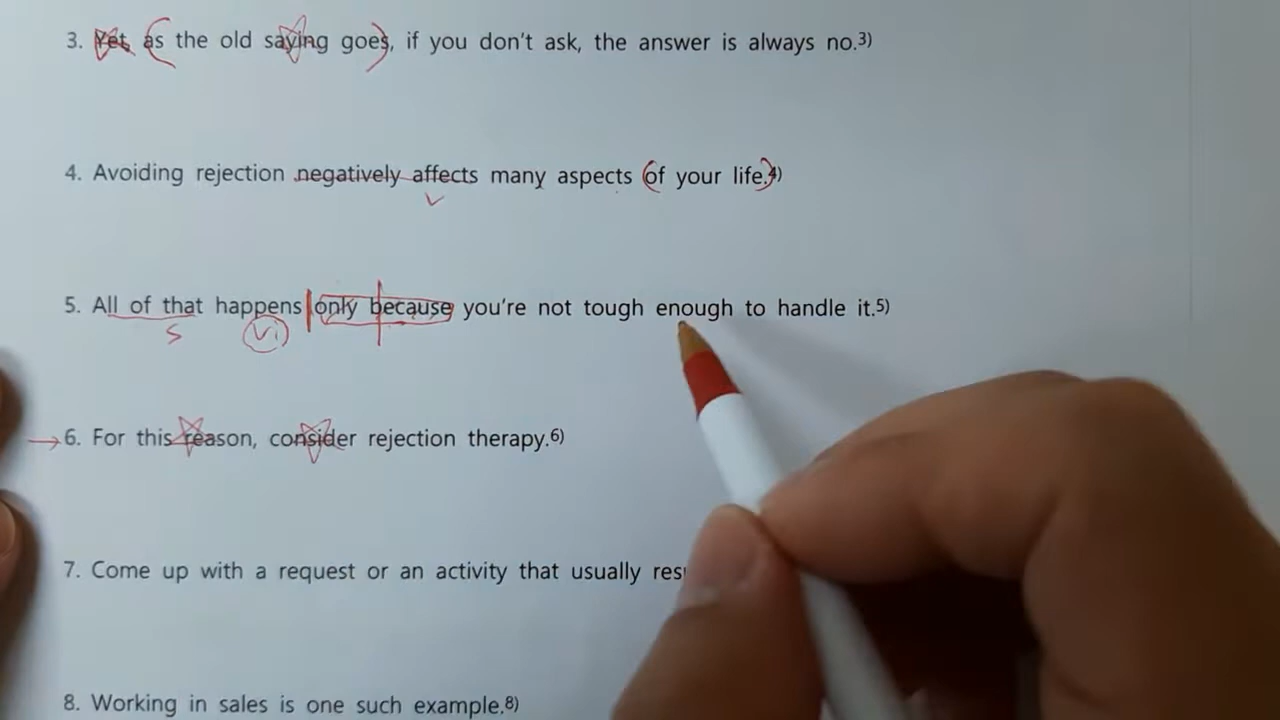 3. Yet, as the old saying goes, if you don't ask, the answer is always no.3)
4. Avoiding rejection negatively affects many aspects of your life.4)
V
5. All of that happens only because you're not tough enough to handle it.5)
S Vi
6. For this reason, consider rejection therapy.6)
7. Come up with a request or an activity that usually
8. Working in sales is one such example.8)